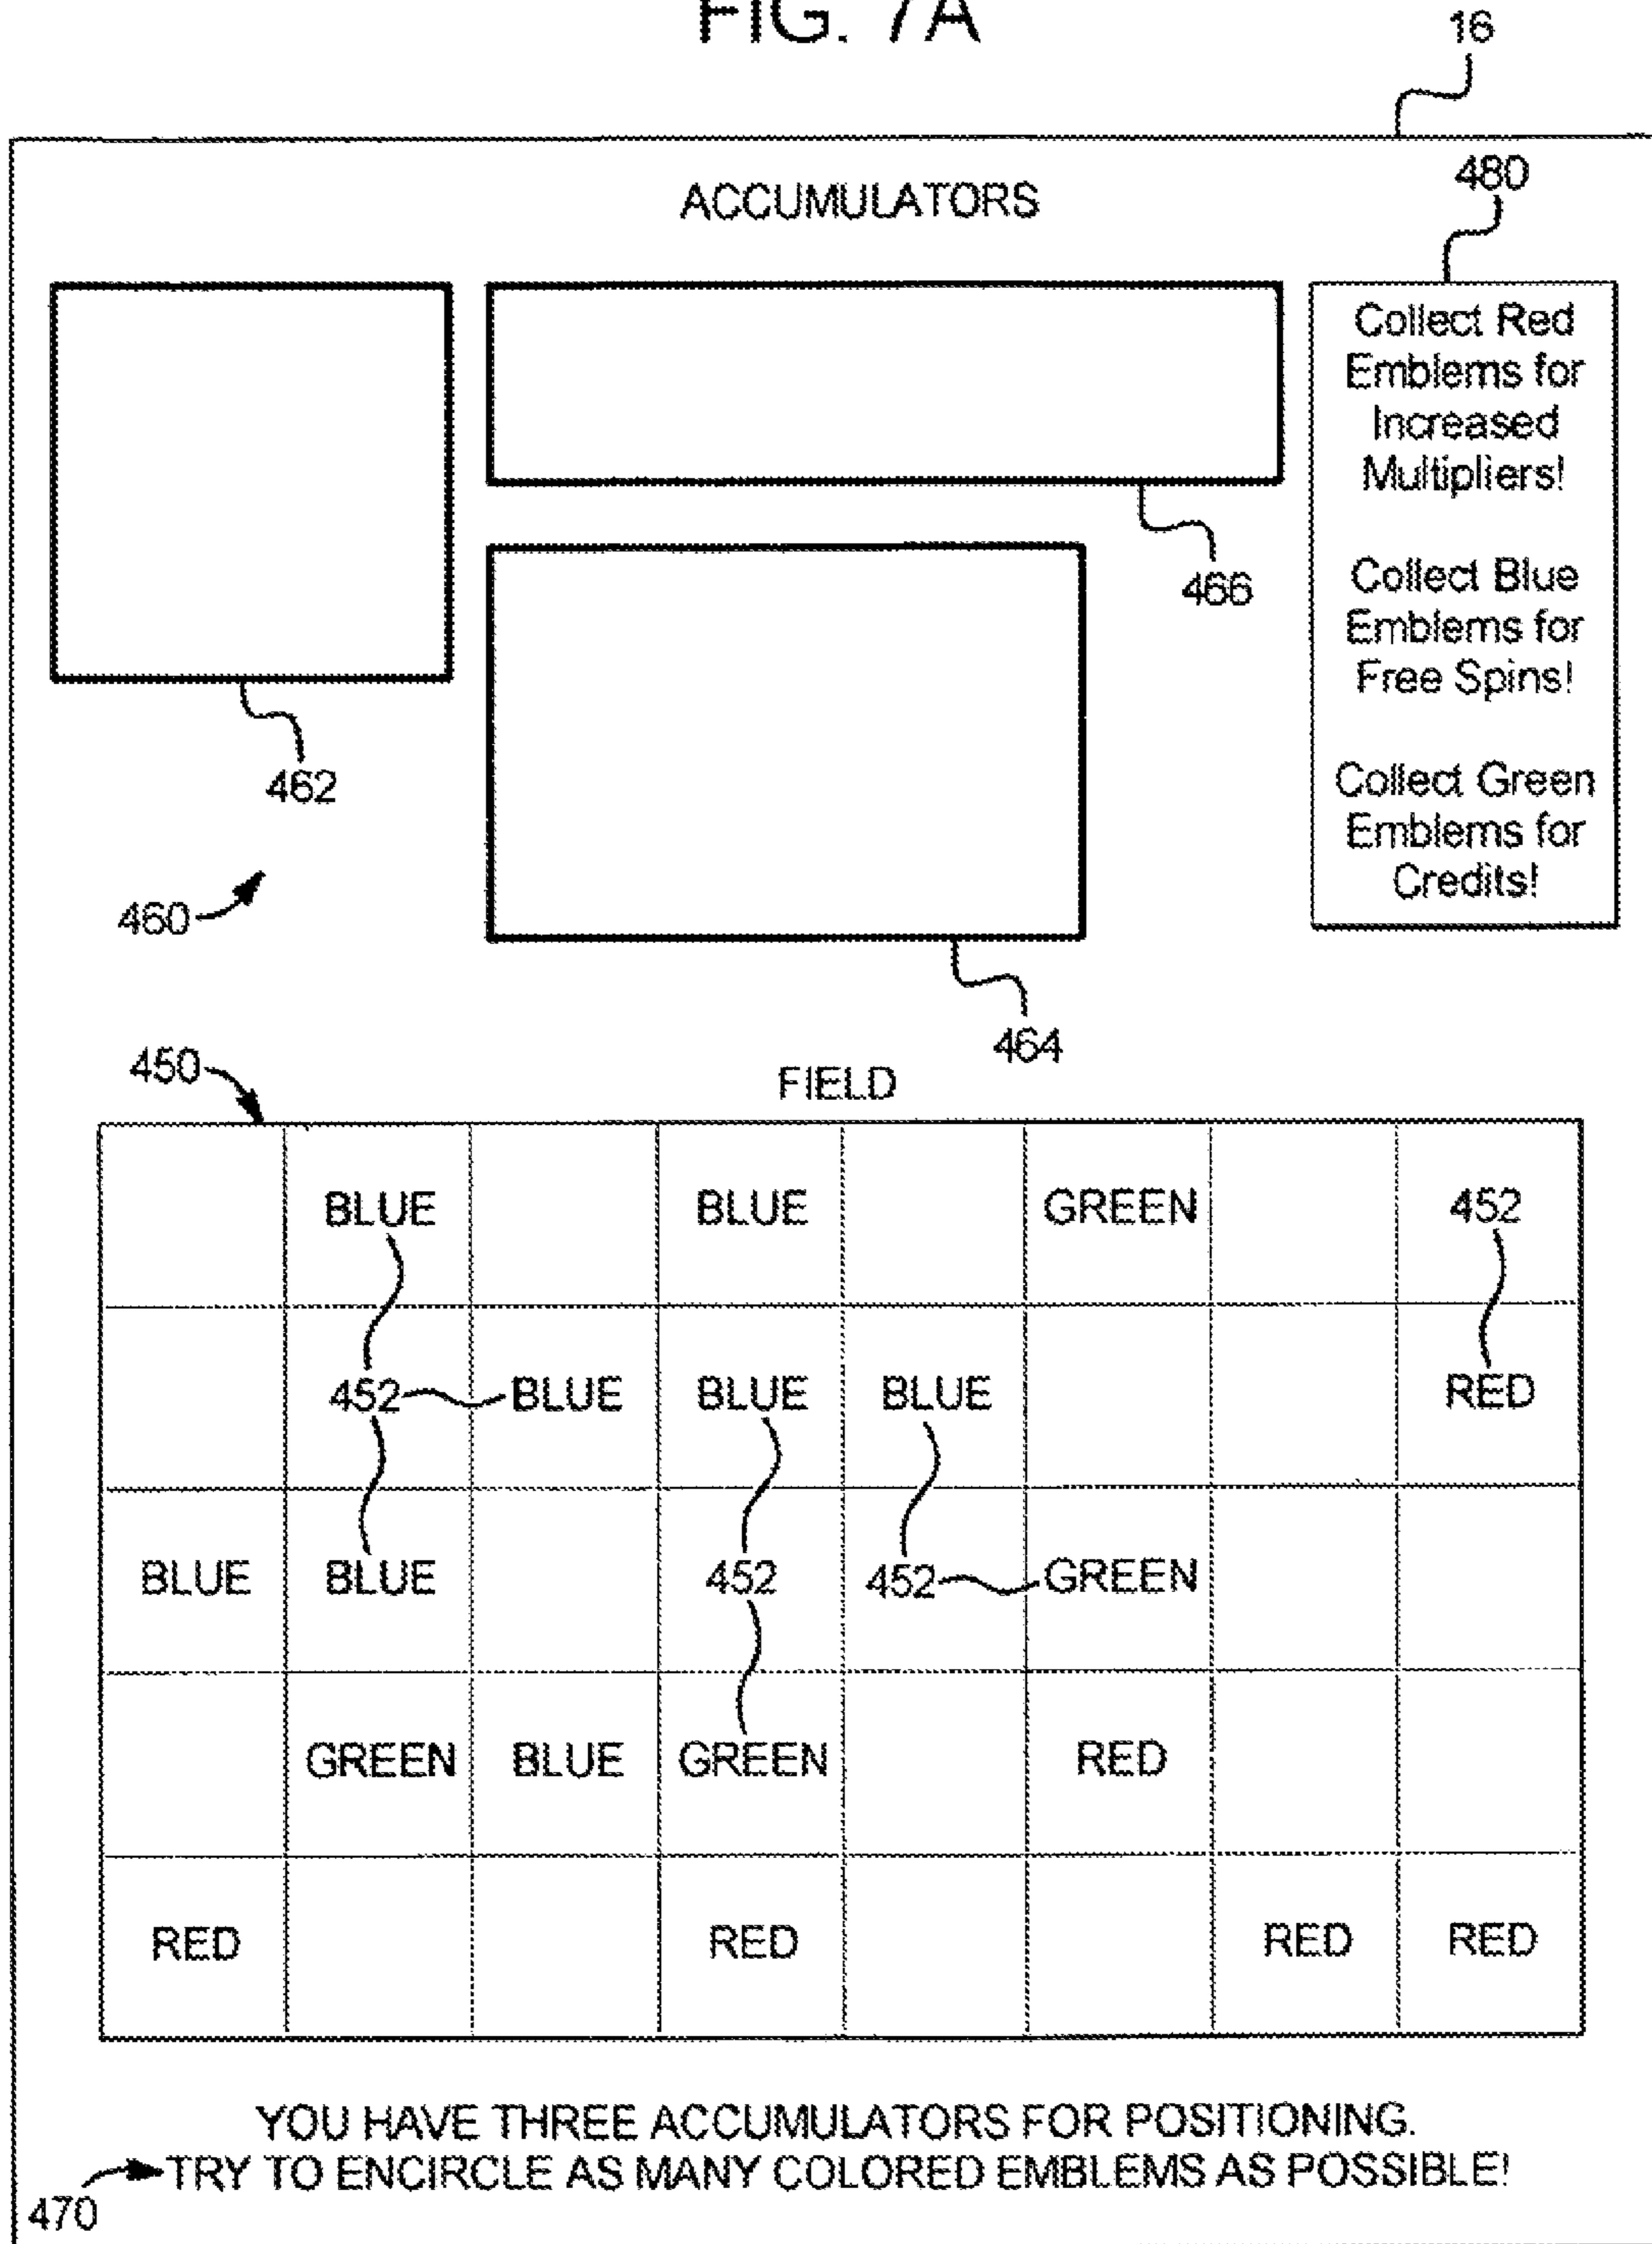 FIG. 7A
16
ACCUMULATORS
480
Collect Red
Emblems for
Increased
Multipliers!
Collect Blue
Emblems for
Free Spins!
Collect Green
Emblems for
Credits!
466
462
460
464
450
FIELD
BLUE BLUE GREEN 452
452 BLUE BLUE BLUE RED
BLUE BLUE 452 452 GREEN
GREEN BLUE GREEN RED
RED RED RED RED
YOU HAVE THREE ACCUMULATORS FOR POSITIONING.
TRY TO ENCIRCLE AS MANY COLORED EMBLEMS AS POSSIBLE!
470